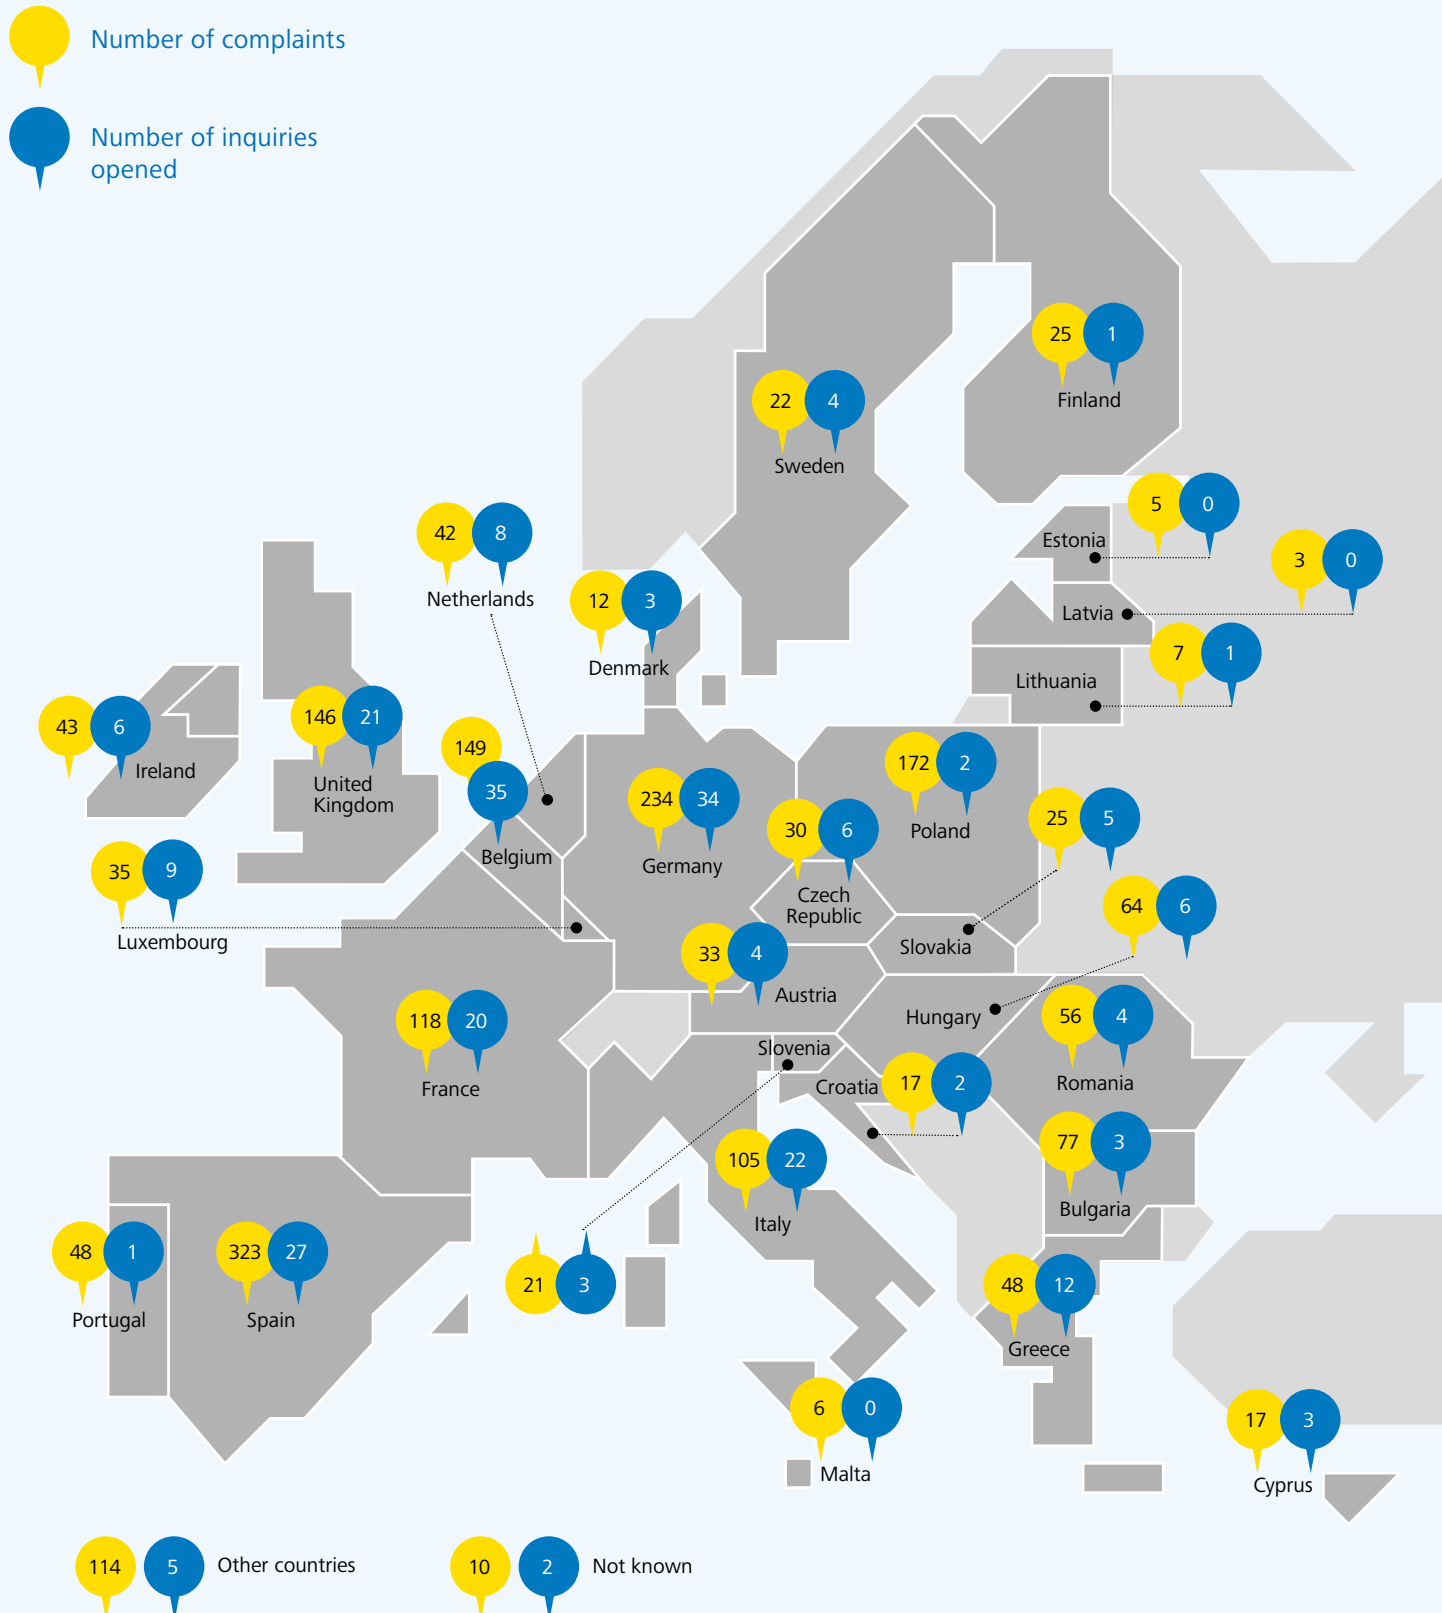 Number of complaints
Number of inquiries
opened
25 1
Finland
22 4
Sweden
5 0
Estonia
3 0
Latvia
42 8
Netherlands
12 3
Denmark
7 1
Lithuania
43 6
Ireland
146 21
United
Kingdom
149
35
Belgium
234 34
Germany
172 2
Poland
30 6
Czech
Republic
25 5
Slovakia
35 9
Luxembourg
64 6
Hungary
33 4
Austria
118 20
France
56 4
Romania
Slovenia
21 3
Croatia
17 2
105 22
Italy
77 3
Bulgaria
48 1
Portugal
323 27
Spain
48 12
Greece
6 0
Malta
17 3
Cyprus
114 5 Other countries
10 2 Not known